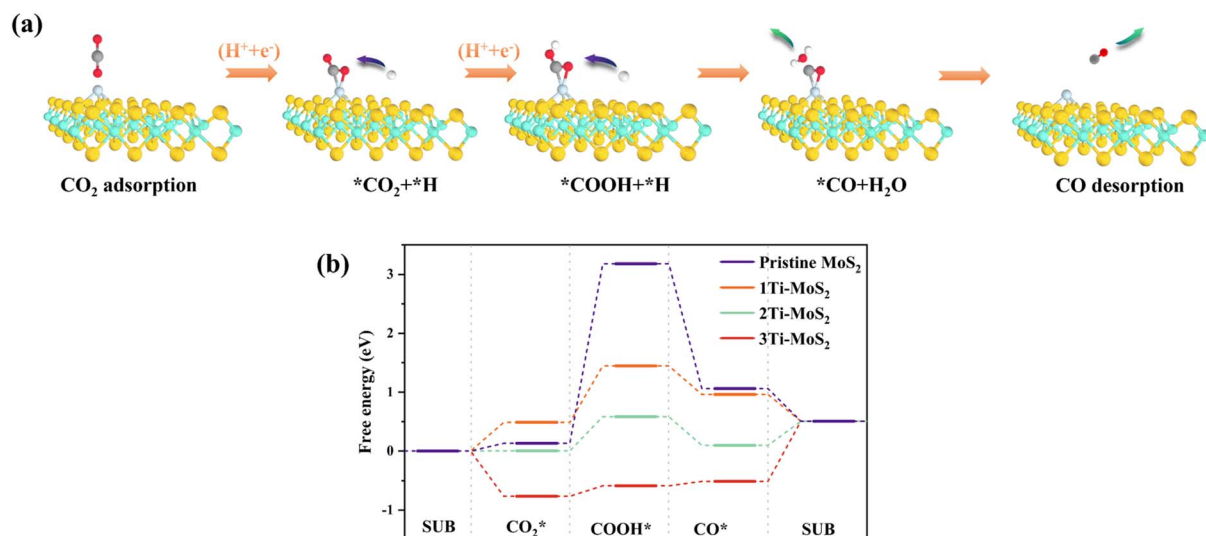 (a)
(H⁺+e⁻)
(H⁺+e⁻)
CO₂ adsorption
*CO₂+*H
*COOH+*H
*CO+H₂O
CO desorption
(b)
Free energy (eV)
3
2
1
0
-1
Pristine MoS₂
1Ti-MoS₂
2Ti-MoS₂
3Ti-MoS₂
SUB
CO₂*
COOH*
CO*
SUB